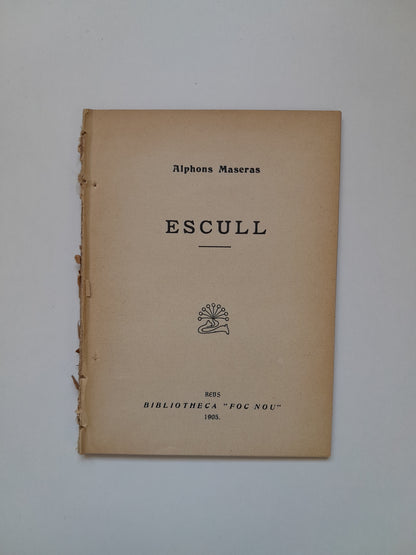 Alphons Maseras
ESCULL
REUS
BIBLIOTHECA "FOC NOU"
1905.